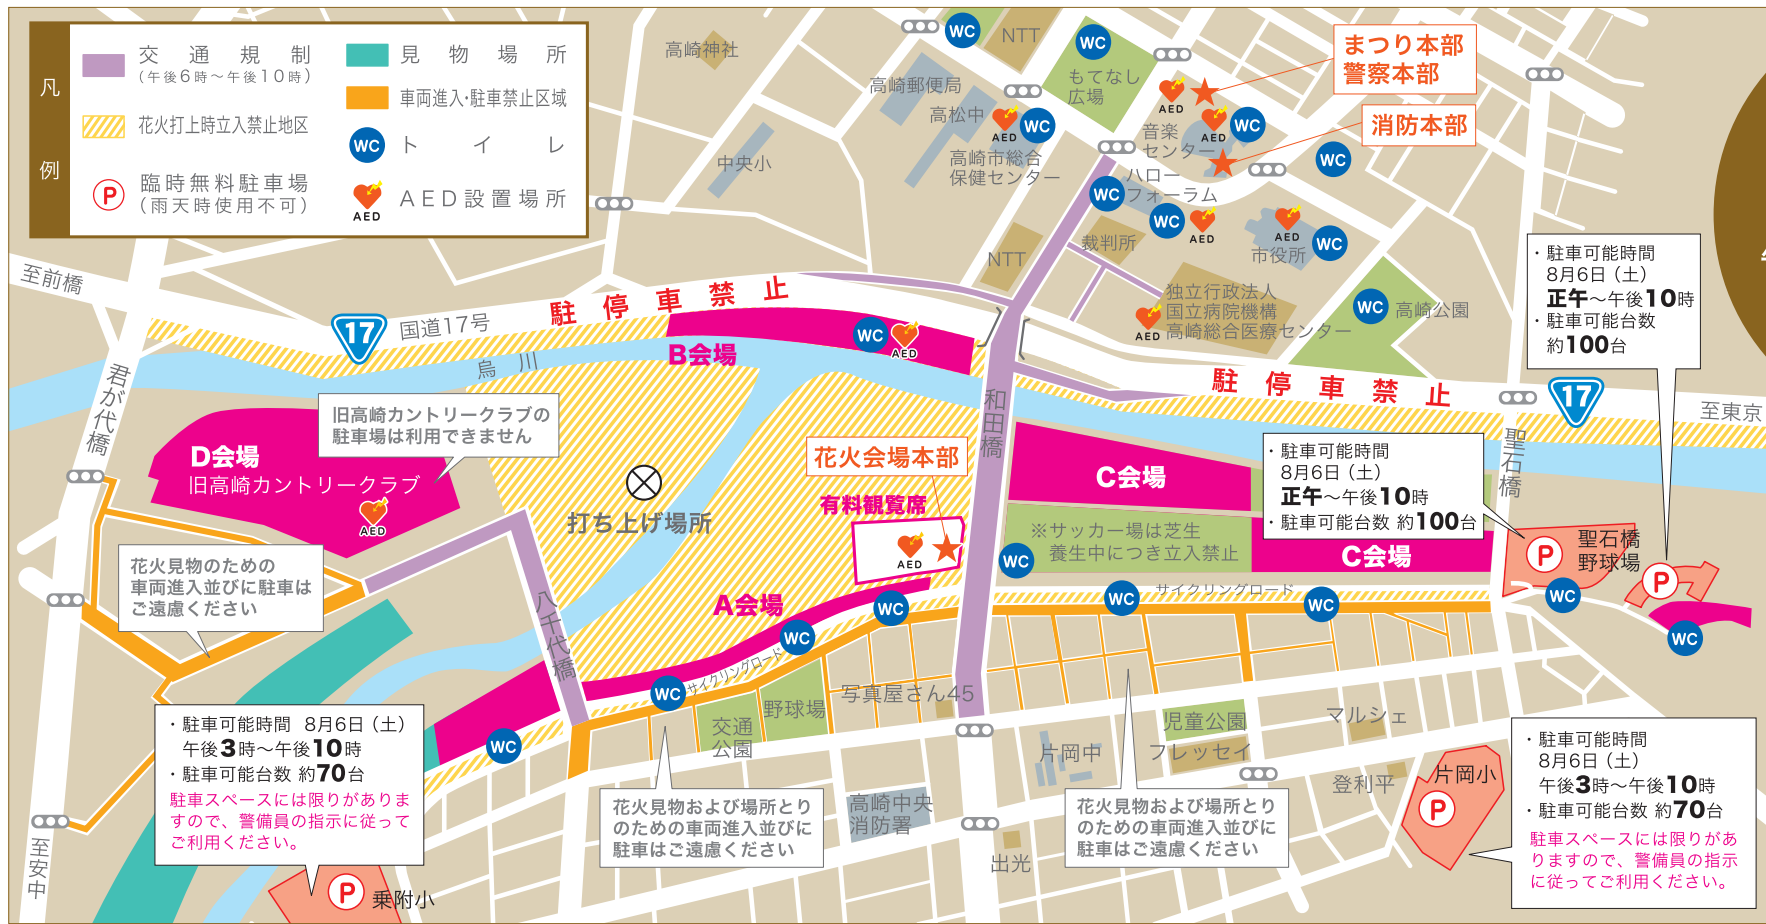 凡例
交通規制
（午後6時〜午後10時）
花火打上時立入禁止地区
P
臨時無料駐車場
（雨天時使用不可）
見物場所
車両進入・駐車禁止区域
WC
トイレ
AED
AED設置場所
高崎神社
高崎郵便局
高松中
中央小
NTT
WC
WC
もてなし
広場
AED
WC
高崎市総合
保健センター
AED
まつり本部
警察本部
消防本部
音楽
センター
AED
WC
WC
WC
ハロー
フォーラム
WC
AED
AED
市役所
WC
裁判所
NTT
独立行政法人
国立病院機構
高崎総合医療センター
AED
WC
高崎公園
・駐車可能時間
8月6日（土）
正午〜午後10時
・駐車可能台数
約100台
至前橋
17
国道17号
駐停車禁止
烏川
君が代橋
B会場
WC
AED
駐停車禁止
17
至東京
和田橋
聖石橋
旧高崎カントリークラブの
駐車場は利用できません
D会場
旧高崎カントリークラブ
AED
打ち上げ場所
花火会場本部
有料観覧席
AED
C会場
・駐車可能時間
8月6日（土）
正午〜午後10時
・駐車可能台数 約100台
※サッカー場は芝生
養生中につき立入禁止
C会場
WC
P
聖石橋
野球場
P
花火見物のための
車両進入並びに駐車は
ご遠慮ください
八千代橋
A会場
WC
WC
サイクリングロード
WC
サイクリングロード
WC
WC
WC
WC
・駐車可能時間 8月6日（土）
午後3時〜午後10時
・駐車可能台数 約70台
駐車スペースには限りがありま
すので、警備員の指示に従って
ご利用ください。
WC
交通
公園
野球場
写真屋さん45
片岡中
児童公園
フレッセイ
マルシェ
登利平
片岡小
P
・駐車可能時間
8月6日（土）
午後3時〜午後10時
・駐車可能台数 約70台
駐車スペースには限りがあ
りますので、警備員の指示
に従ってご利用ください。
花火見物および場所とり
のための車両進入並びに
駐車はご遠慮ください
高崎中央
消防署
出光
花火見物および場所とり
のための車両進入並びに
駐車はご遠慮ください
至安中
P
乗附小